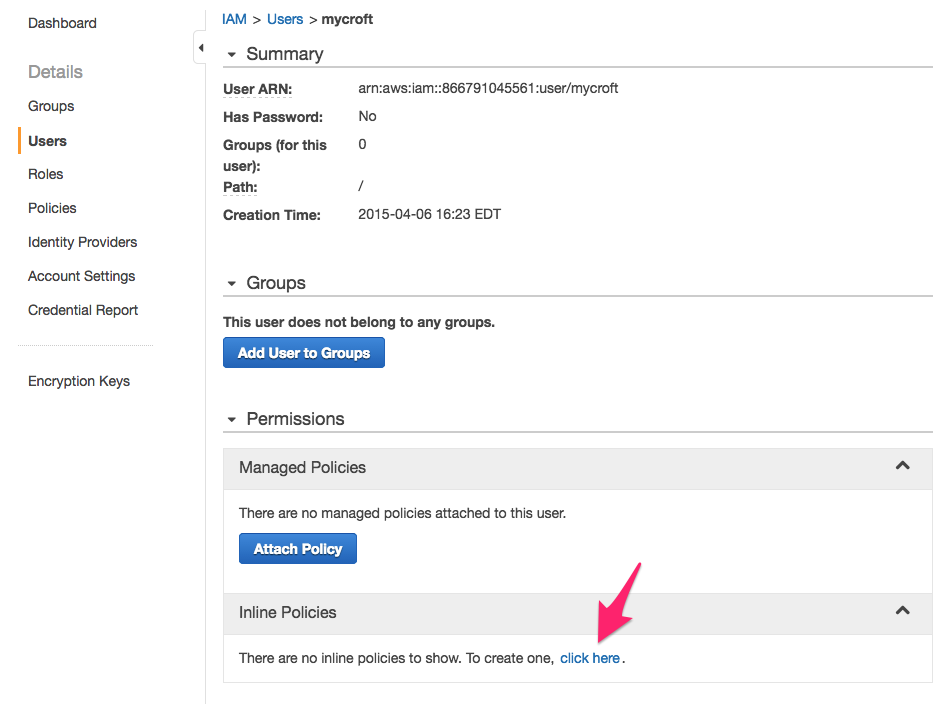 Dashboard
Details
Groups
Users
Roles
Policies
Identity Providers
Account Settings
Credential Report
Encryption Keys
IAM > Users > mycroft
Summary
User ARN: arn:aws:iam::866791045561:user/mycroft
Has Password: No
Groups (for this 0
user):
Path: /
Creation Time: 2015-04-06 16:23 EDT
Groups
This user does not belong to any groups.
Add User to Groups
Permissions
Managed Policies
There are no managed policies attached to this user.
Attach Policy
Inline Policies
There are no inline policies to show. To create one, click here.